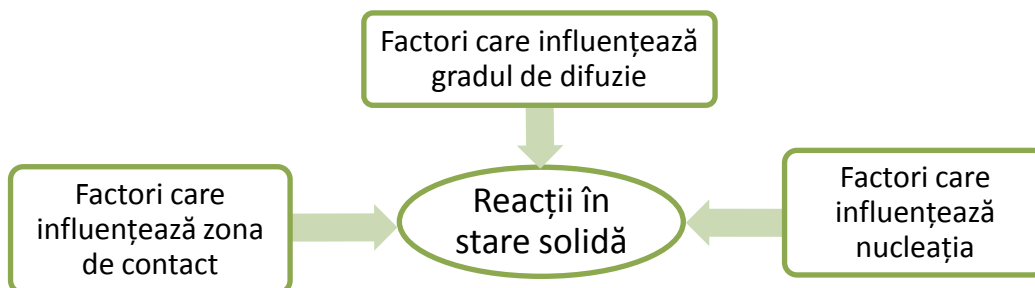 Factori care influențează
gradul de difuzie
Factori care
influențează zona
de contact
Reacții în
stare solidă
Factori care
influențează
nucleația